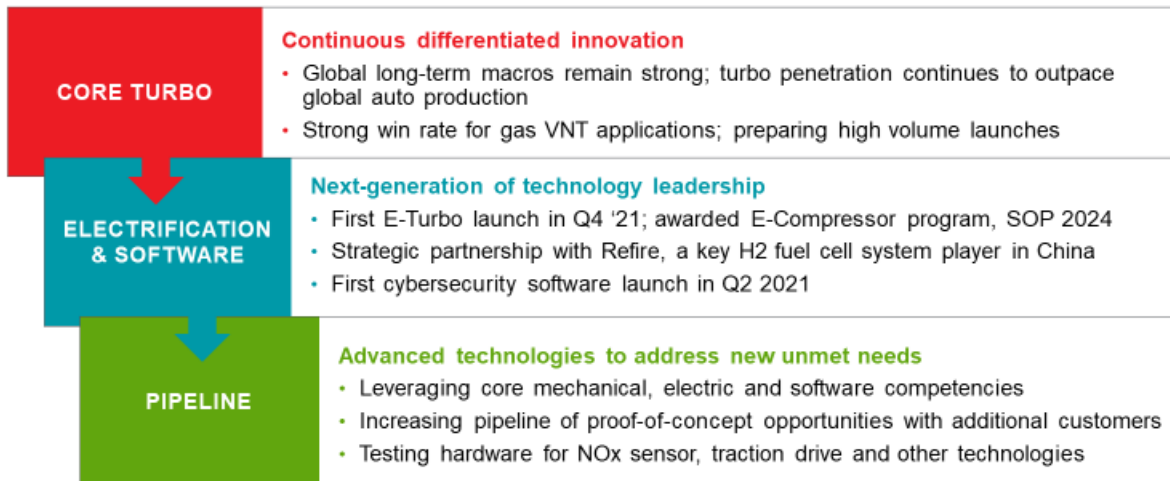 CORE TURBO
Continuous differentiated innovation
• Global long-term macros remain strong; turbo penetration continues to outpace
global auto production
• Strong win rate for gas VNT applications; preparing high volume launches
ELECTRIFICATION
& SOFTWARE
Next-generation of technology leadership
• First E-Turbo launch in Q4 ‘21; awarded E-Compressor program, SOP 2024
• Strategic partnership with Refire, a key H2 fuel cell system player in China
• First cybersecurity software launch in Q2 2021
PIPELINE
Advanced technologies to address new unmet needs
• Leveraging core mechanical, electric and software competencies
• Increasing pipeline of proof-of-concept opportunities with additional customers
• Testing hardware for NOx sensor, traction drive and other technologies